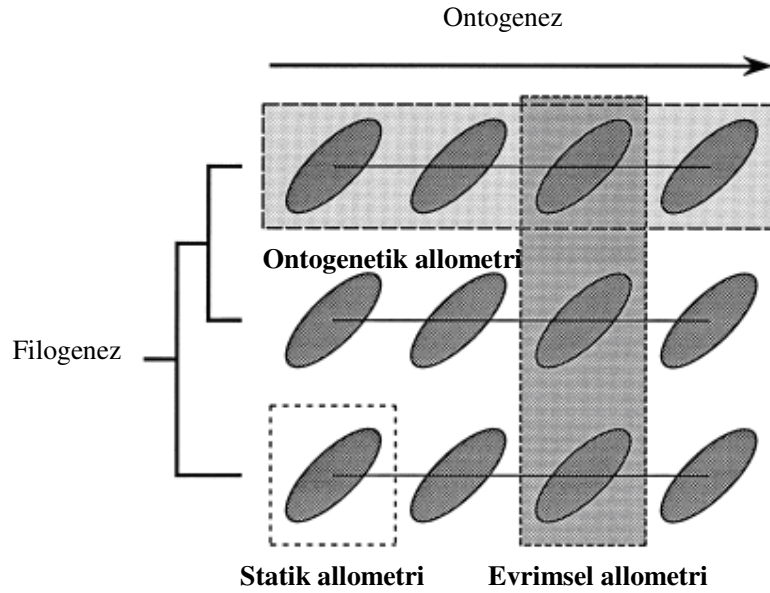 Ontogenez
Ontogenetik allometri
Filogenez
Statik allometri
Evrimsel allometri